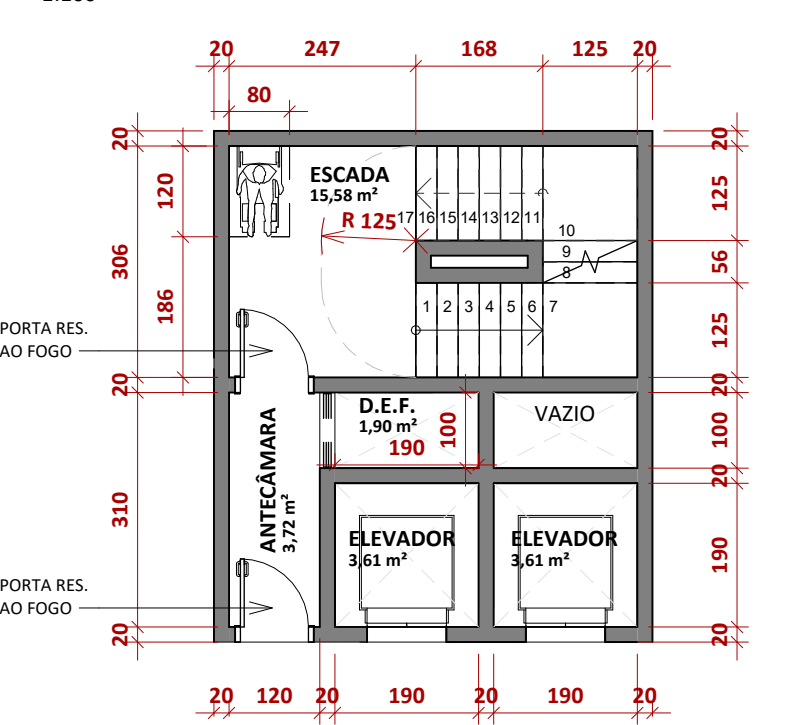 20 247 168 125 20
80
20 120 306 186 20 310 20
ESCADA
15,58 m²
R 125
17 16 15 14 13 12 11
10
9
8
1 2 3 4 5 6 7
20 125 56 125 20 100 20 190 20
PORTA RES.
AO FOGO
D.E.F.
1,90 m²
190
100
VAZIO
ANTECÂMARA
3,72 m²
ELEVADOR
3,61 m²
ELEVADOR
3,61 m²
PORTA RES.
AO FOGO
20 120 20 190 20 190 20